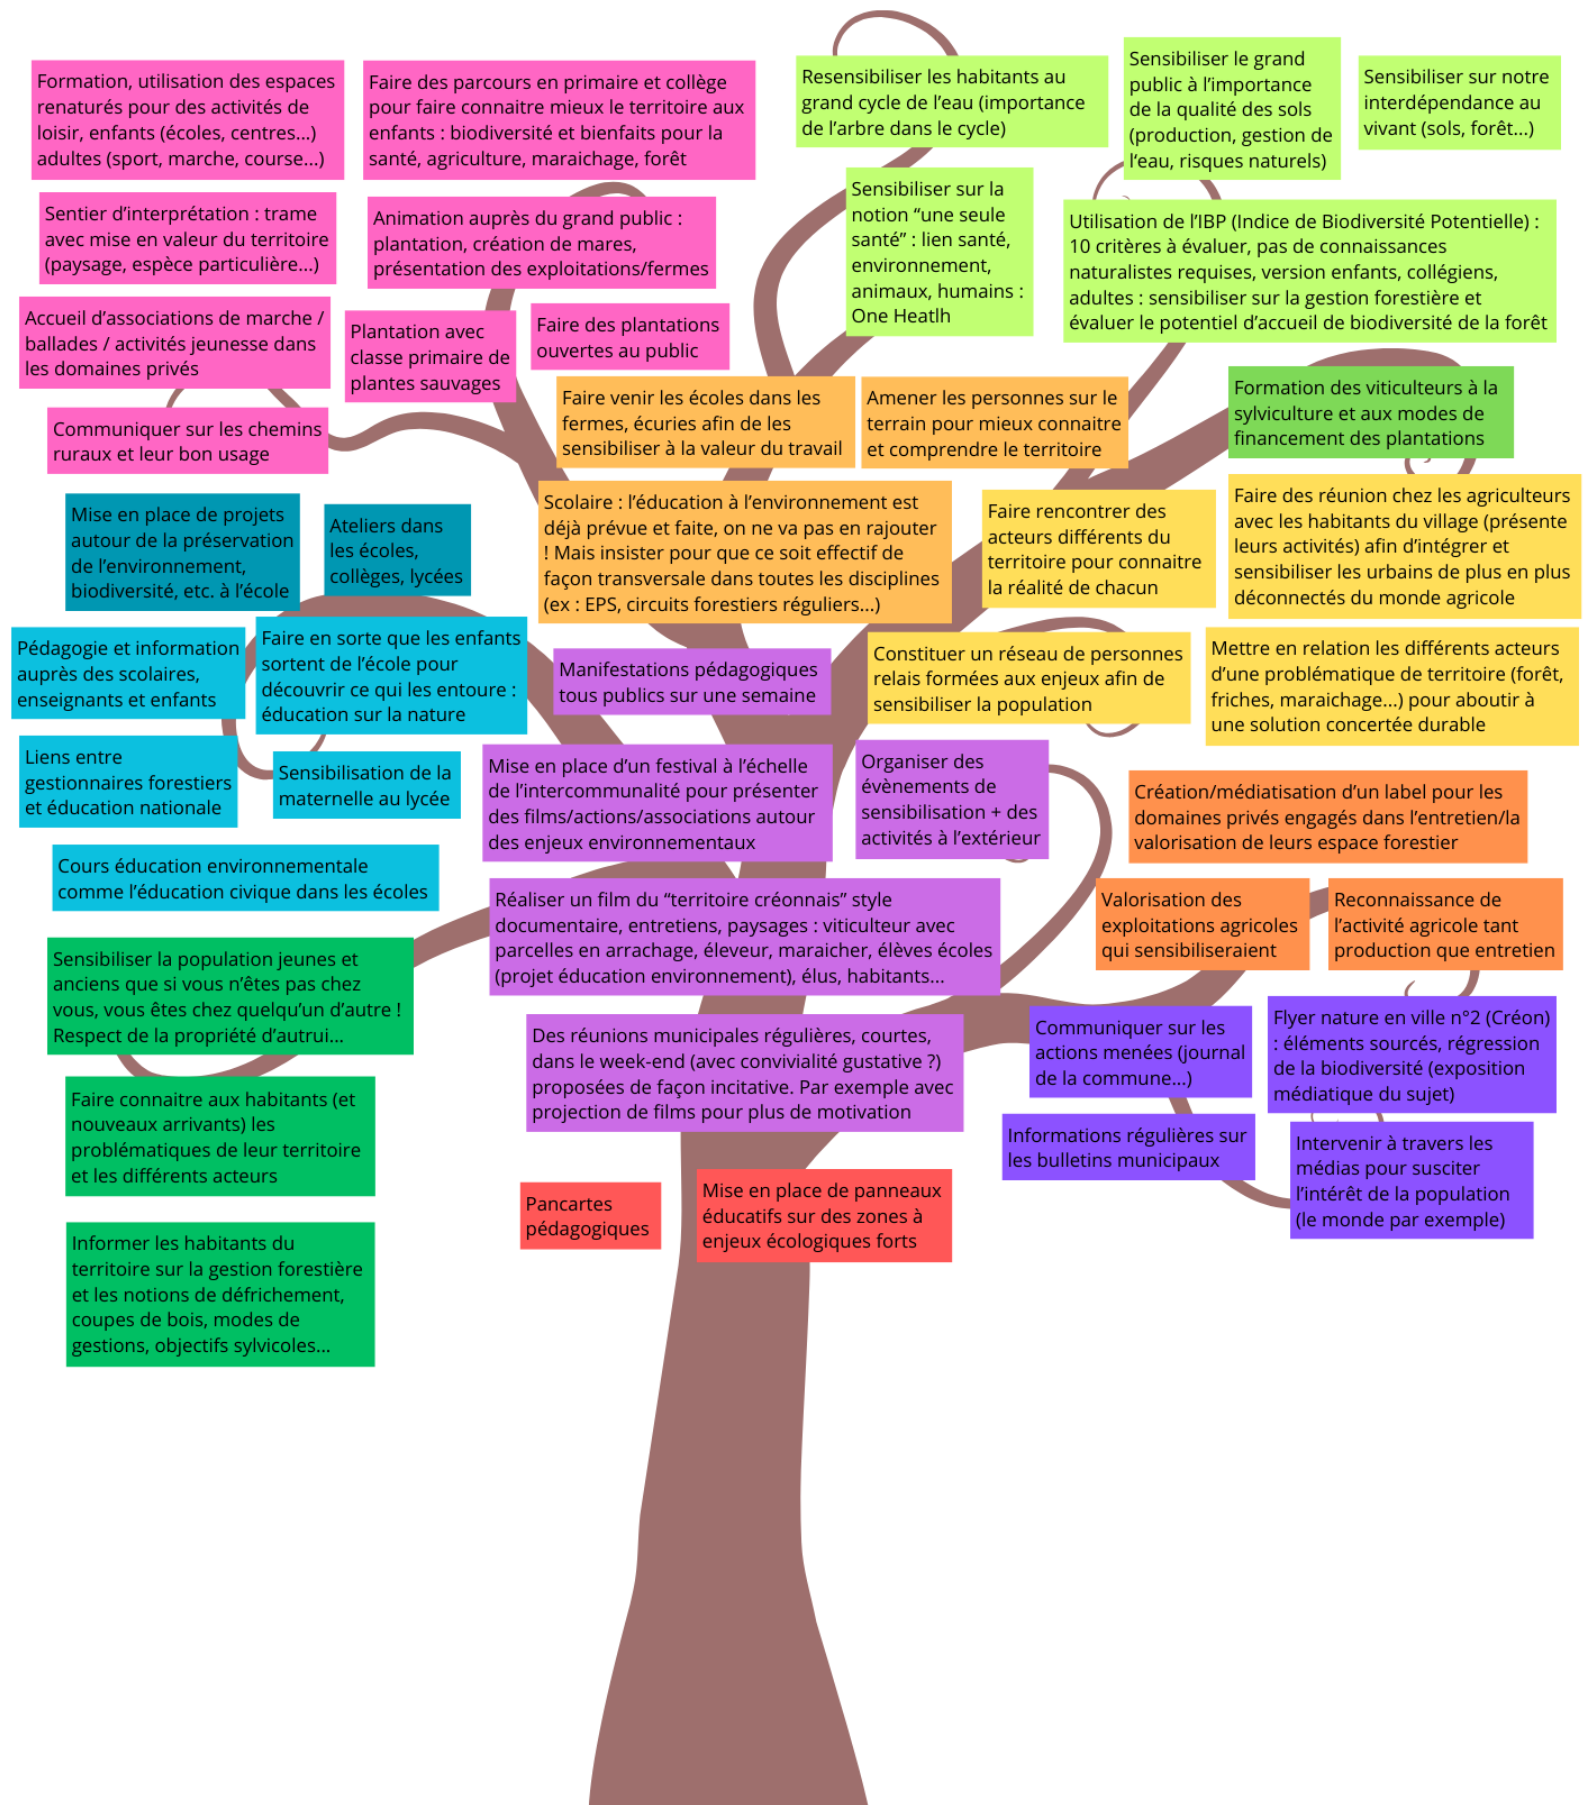 Formation, utilisation des espaces
renaturés pour des activités de
loisir, enfants (écoles, centres...)
adultes (sport, marche, course...)
Faire des parcours en primaire et collège
pour faire connaitre mieux le territoire aux
enfants : biodiversité et bienfaits pour la
santé, agriculture, maraichage, forêt
Resensibiliser les habitants au
grand cycle de l'eau (importance
de l'arbre dans le cycle)
Sensibiliser le grand
public à l'importance
de la qualité des sols
(production, gestion de
l'eau, risques naturels)
Sensibiliser sur notre
interdépendance au
vivant (sols, forêt...)
Sentier d'interprétation : trame
avec mise en valeur du territoire
(paysage, espèce particulière...)
Animation auprès du grand public :
plantation, création de mares,
présentation des exploitations/fermes
Sensibiliser sur la
notion “une seule
santé” : lien santé,
environnement,
animaux, humains :
One Heatlh
Utilisation de l'IBP (Indice de Biodiversité Potentielle) :
10 critères à évaluer, pas de connaissances
naturalistes requises, version enfants, collégiens,
adultes : sensibiliser sur la gestion forestière et
évaluer le potentiel d'accueil de biodiversité de la forêt
Accueil d'associations de marche /
ballades / activités jeunesse dans
les domaines privés
Plantation avec
classe primaire de
plantes sauvages
Faire des plantations
ouvertes au public
Communiquer sur les chemins
ruraux et leur bon usage
Faire venir les écoles dans les
fermes, écuries afin de les
sensibiliser à la valeur du travail
Amener les personnes sur le
terrain pour mieux connaitre
et comprendre le territoire
Formation des viticulteurs à la
sylviculture et aux modes de
financement des plantations
Mise en place de projets
autour de la préservation
de l'environnement,
biodiversité, etc. à l'école
Ateliers dans
les écoles,
collèges, lycées
Scolaire : l'éducation à l'environnement est
déjà prévue et faite, on ne va pas en rajouter
! Mais insister pour que ce soit effectif de
façon transversale dans toutes les disciplines
(ex : EPS, circuits forestiers réguliers...)
Faire rencontrer des
acteurs différents du
territoire pour connaitre
la réalité de chacun
Faire des réunion chez les agriculteurs
avec les habitants du village (présente
leurs activités) afin d'intégrer et
sensibiliser les urbains de plus en plus
déconnectés du monde agricole
Pédagogie et information
auprès des scolaires,
enseignants et enfants
Faire en sorte que les enfants
sortent de l'école pour
découvrir ce qui les entoure :
éducation sur la nature
Manifestations pédagogiques
tous publics sur une semaine
Constituer un réseau de personnes
relais formées aux enjeux afin de
sensibiliser la population
Mettre en relation les différents acteurs
d'une problématique de territoire (forêt,
friches, maraichage...) pour aboutir à
une solution concertée durable
Liens entre
gestionnaires forestiers
et éducation nationale
Sensibilisation de la
maternelle au lycée
Mise en place d'un festival à l'échelle
de l'intercommunalité pour présenter
des films/actions/associations autour
des enjeux environnementaux
Organiser des
évènements de
sensibilisation + des
activités à l'extérieur
Création/médiatisation d'un label pour les
domaines privés engagés dans l'entretien/la
valorisation de leurs espace forestier
Cours éducation environnementale
comme l'éducation civique dans les écoles
Réaliser un film du “territoire créonnais” style
documentaire, entretiens, paysages : viticulteur avec
parcelles en arrachage, éleveur, maraicher, élèves écoles
(projet éducation environnement), élus, habitants...
Valorisation des
exploitations agricoles
qui sensibiliseraient
Reconnaissance de
l'activité agricole tant
production que entretien
Sensibiliser la population jeunes et
anciens que si vous n'êtes pas chez
vous, vous êtes chez quelqu'un d'autre !
Respect de la propriété d'autrui...
Des réunions municipales régulières, courtes,
dans le week-end (avec convivialité gustative ?)
proposées de façon incitative. Par exemple avec
projection de films pour plus de motivation
Communiquer sur les
actions menées (journal
de la commune...)
Flyer nature en ville n°2 (Créon)
: éléments sourcés, régression
de la biodiversité (exposition
médiatique du sujet)
Faire connaitre aux habitants (et
nouveaux arrivants) les
problématiques de leur territoire
et les différents acteurs
Informations régulières sur
les bulletins municipaux
Intervenir à travers les
médias pour susciter
l'intérêt de la population
(le monde par exemple)
Pancartes
pédagogiques
Mise en place de panneaux
éducatifs sur des zones à
enjeux écologiques forts
Informer les habitants du
territoire sur la gestion forestière
et les notions de défrichement,
coupes de bois, modes de
gestions, objectifs sylvicoles...